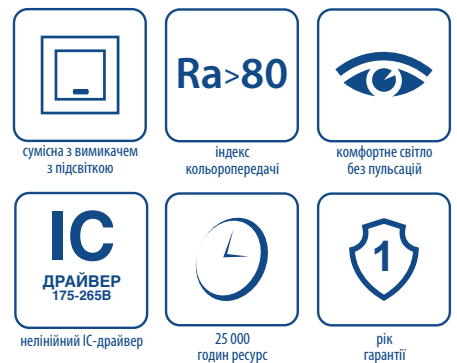 Ra>80
сумісна з вимикачем
з підсвіткою
індекс
кольоропередачі
комфортне світло
без пульсацій
IC
ДРАЙВЕР
175-265В
1
нелінійний IC-драйвер
25 000
годин ресурс
рік
гарантії